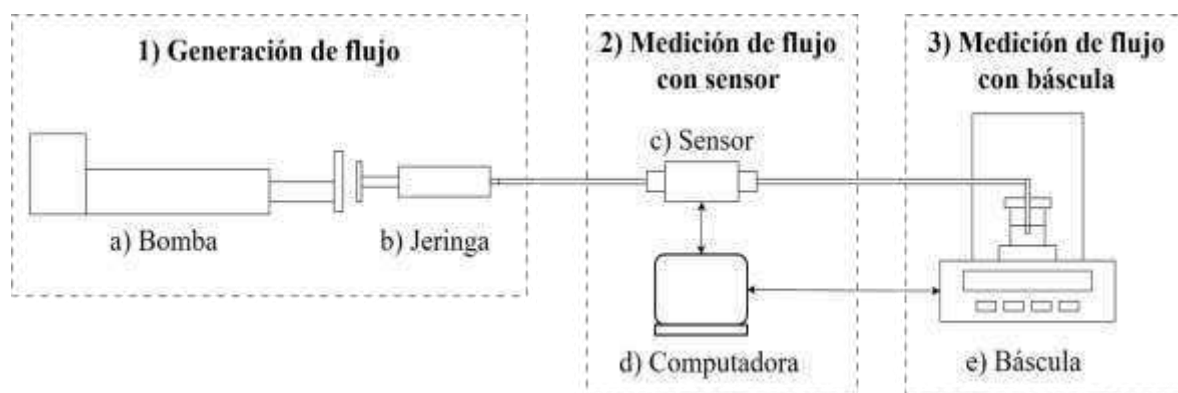 1) Generación de flujo
a) Bomba
b) Jeringa
2) Medición de flujo
con sensor
c) Sensor
d) Computadora
3) Medición de flujo
con báscula
e) Báscula